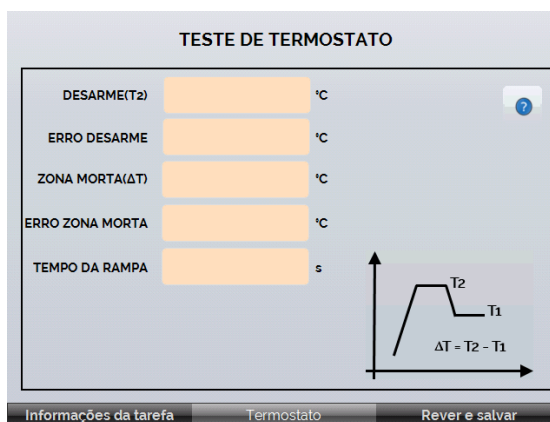 TESTE DE TERMOSTATO
DESARME(T2) °C
?
ERRO DESARME °C
ZONA MORTA(ΔT) °C
ERRO ZONA MORTA °C
TEMPO DA RAMPA s
T2
T1
ΔT = T2 - T1
Informações da tarefa Termostato Rever e salvar